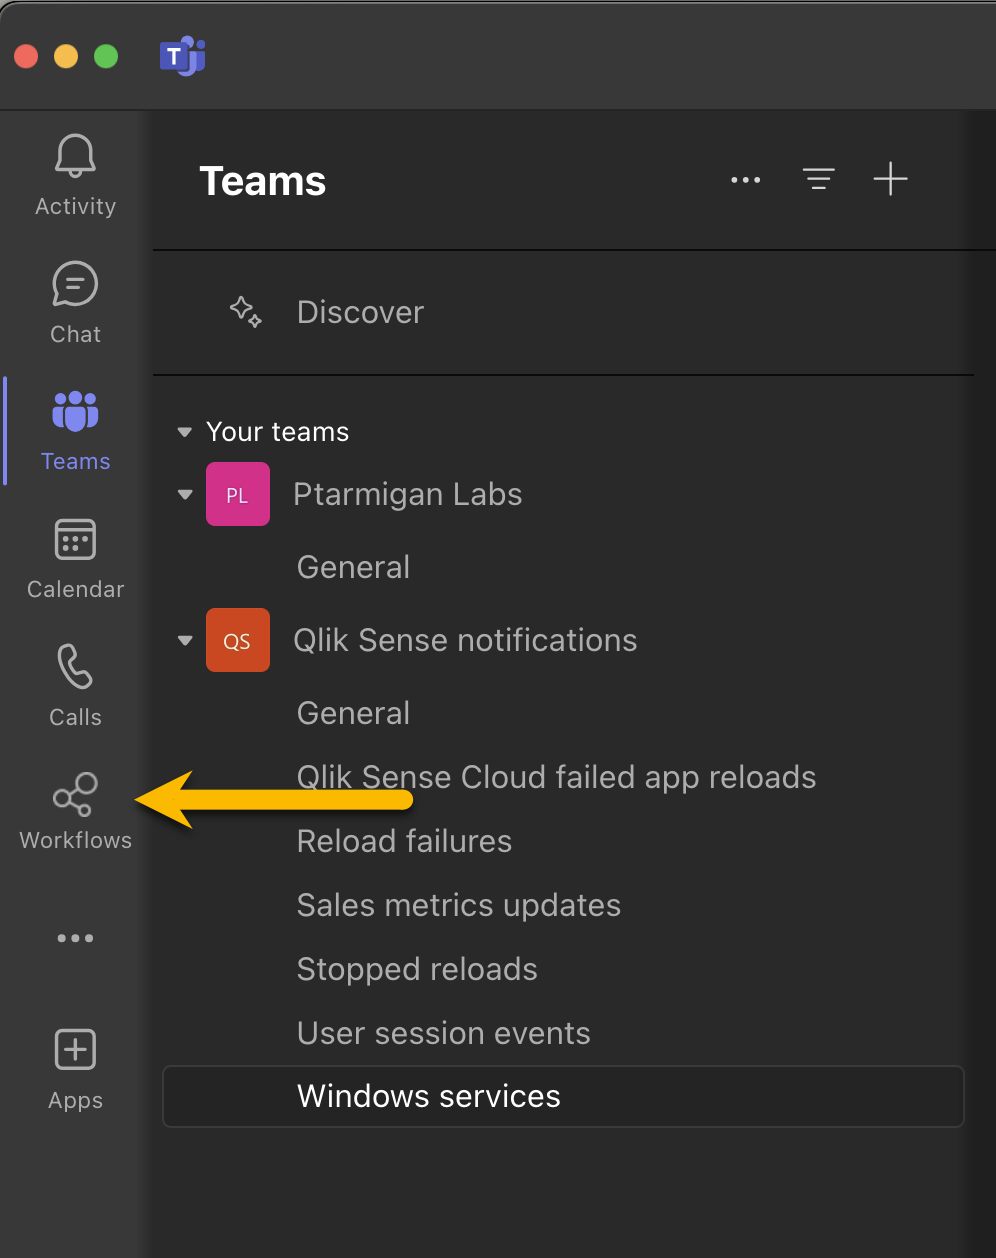 T
Activity
Chat
Teams
Calendar
Calls
Workflows
Apps
Teams
Discover
Your teams
PL Ptarmigan Labs
General
QS Qlik Sense notifications
General
Qlik Sense Cloud failed app reloads
Reload failures
Sales metrics updates
Stopped reloads
User session events
Windows services